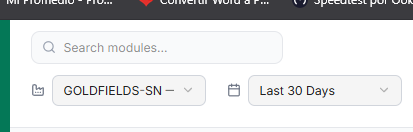 Mi Promedio - Pro...
Convertir Word a P...
Speedtest por Ook
Search modules...
GOLDFIELDS-SN —
Last 30 Days